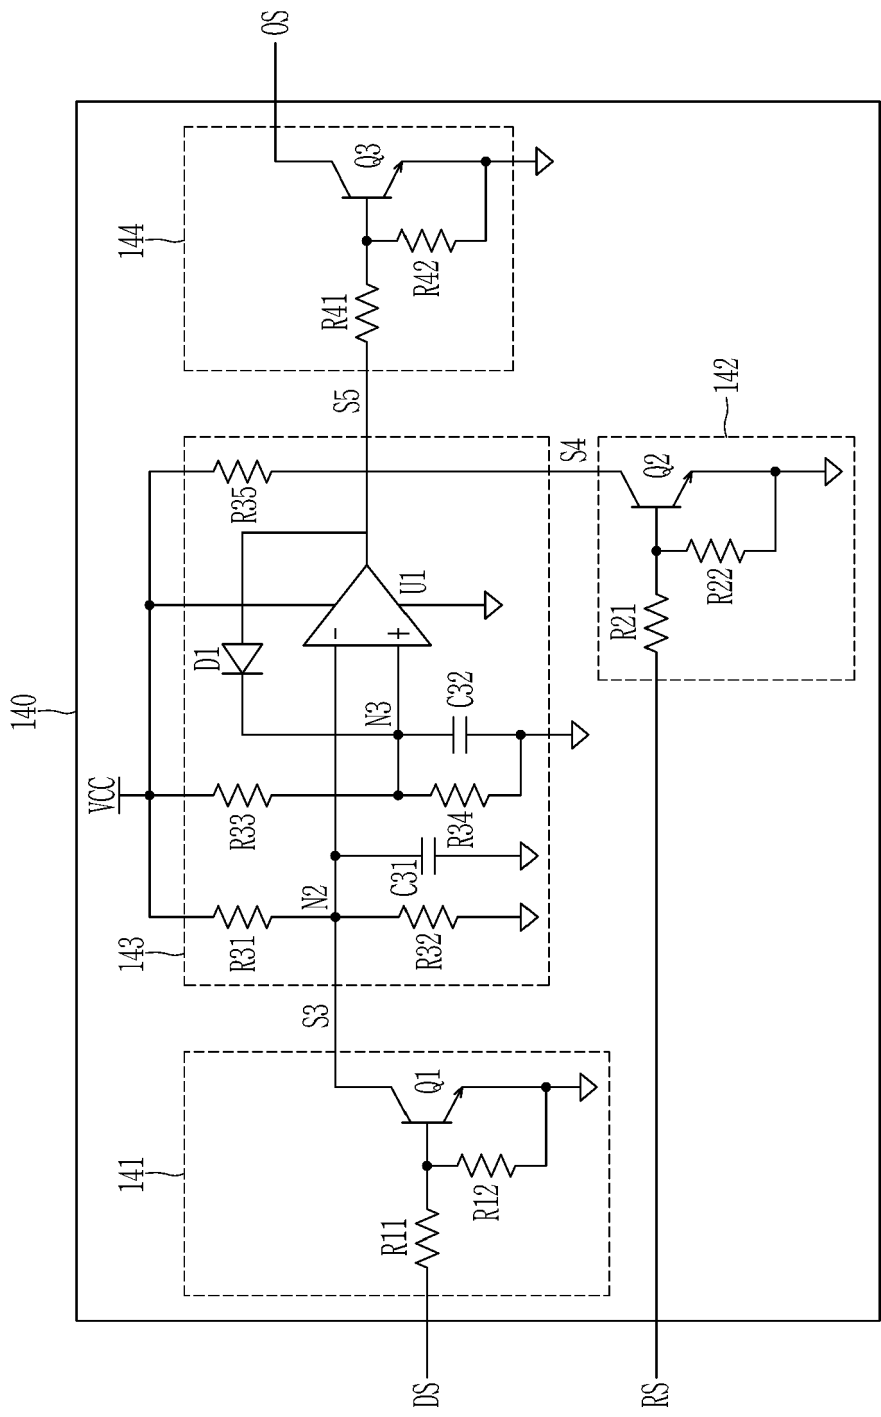 140
VCC
141
DS
R11
R12
Q1
S3
143
R31
N2
R32
C31
R33
R34
N3
C32
D1
-
+
U1
R35
S5
144
R41
R42
Q3
OS
S4
142
RS
R21
R22
Q2